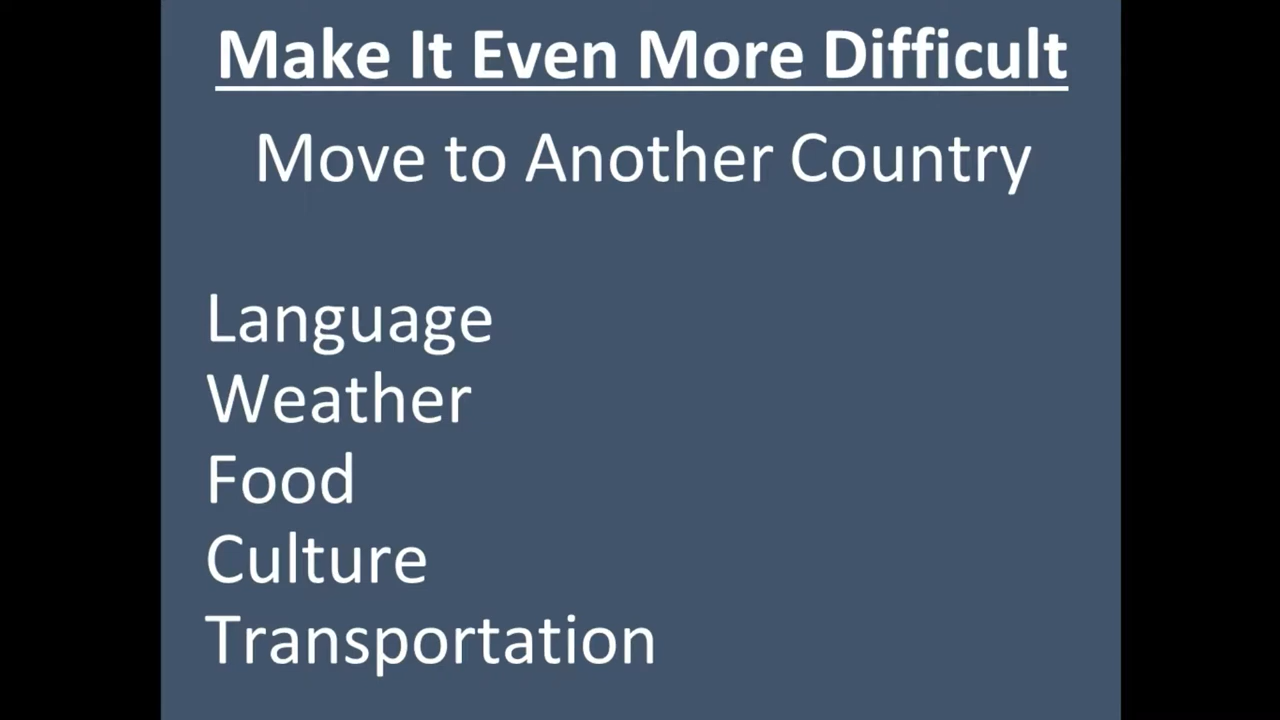 Make It Even More Difficult
Move to Another Country
Language
Weather
Food
Culture
Transportation